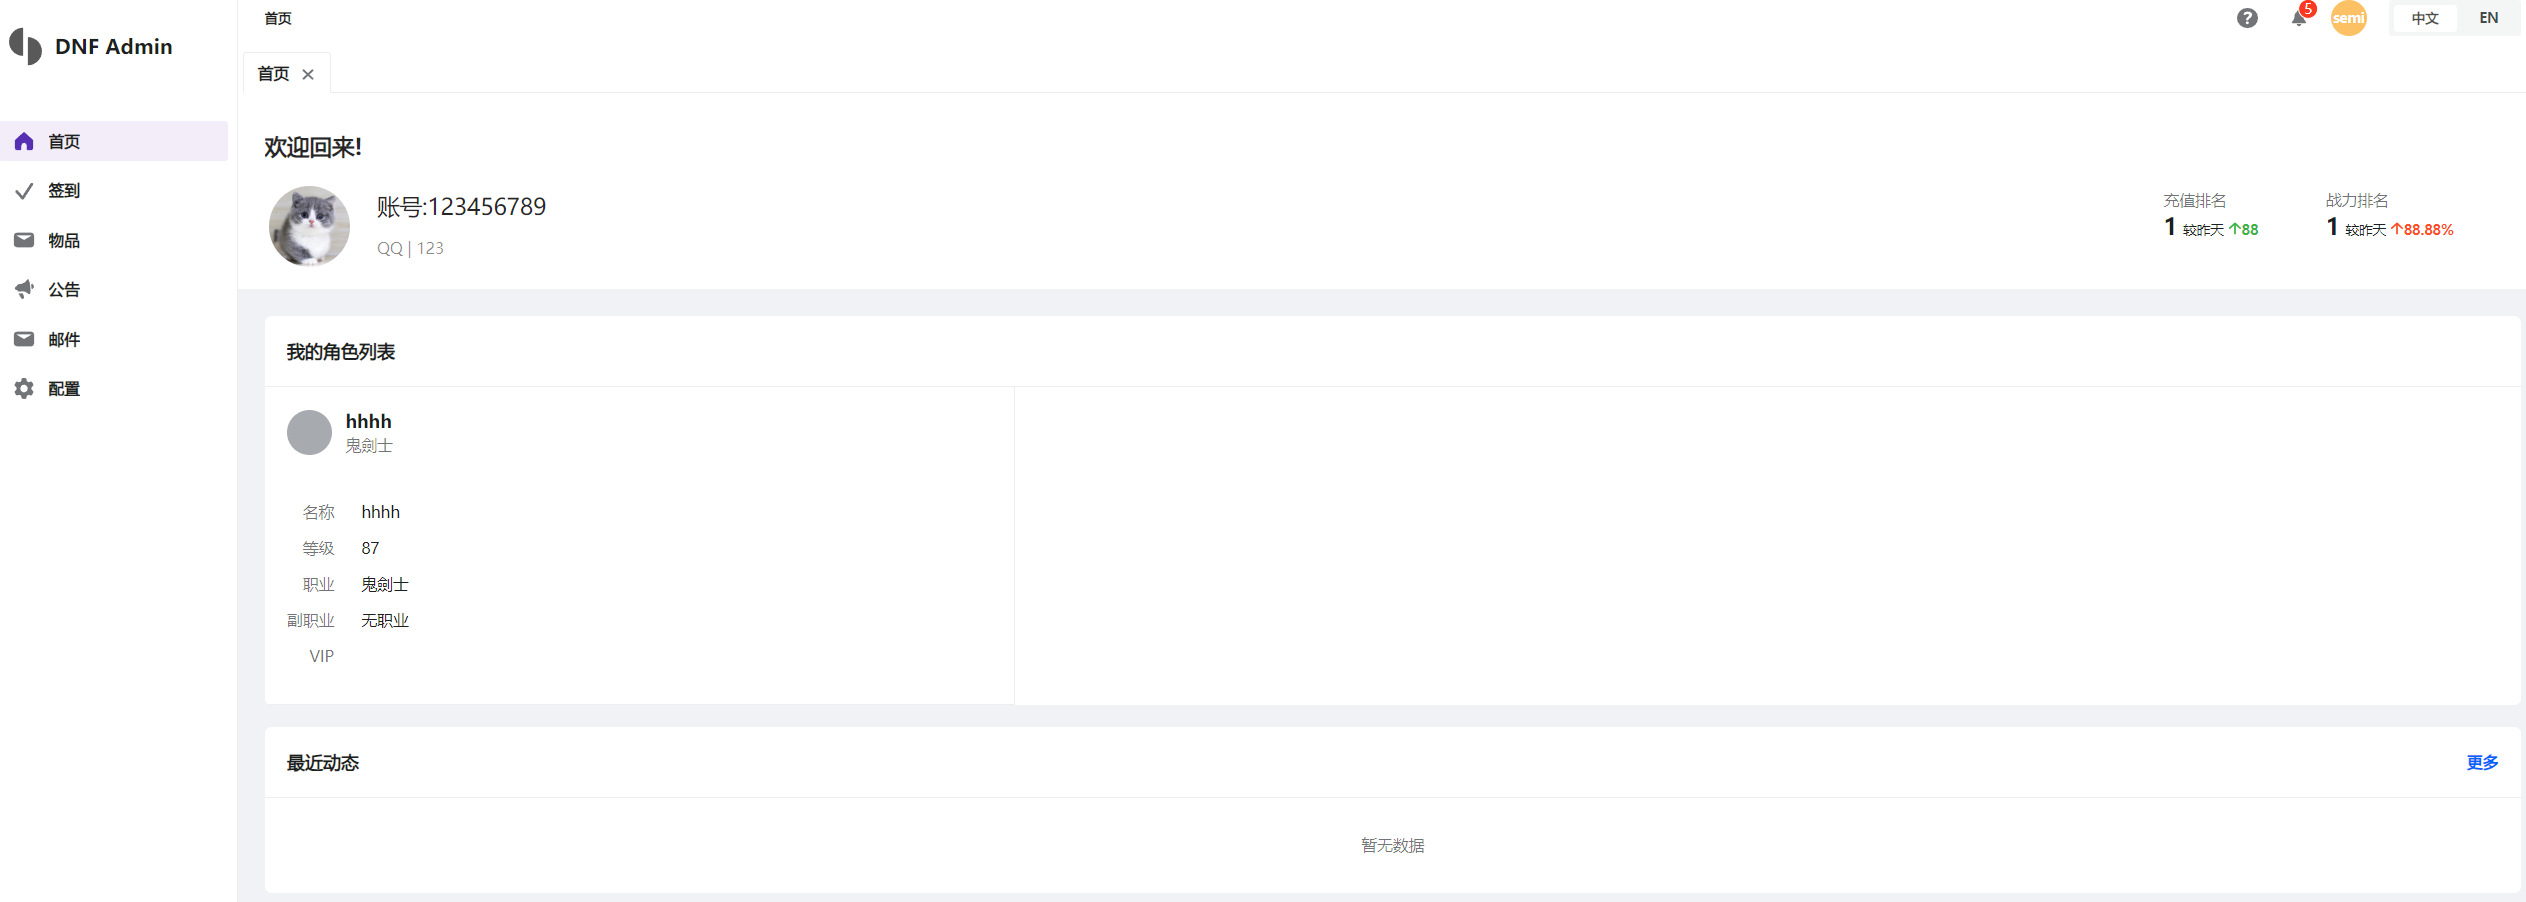 DNF Admin
首页
签到
物品
公告
邮件
配置
首页
5
semi
中文
EN
首页
欢迎回来!
账号:123456789
QQ | 123
充值排名
1 较昨天 ↑88
战力排名
1 较昨天 ↑88.88%
我的角色列表
hhhh
鬼劍士
名称 hhhh
等级 87
职业 鬼劍士
副职业 无职业
VIP
最近动态
更多
暂无数据